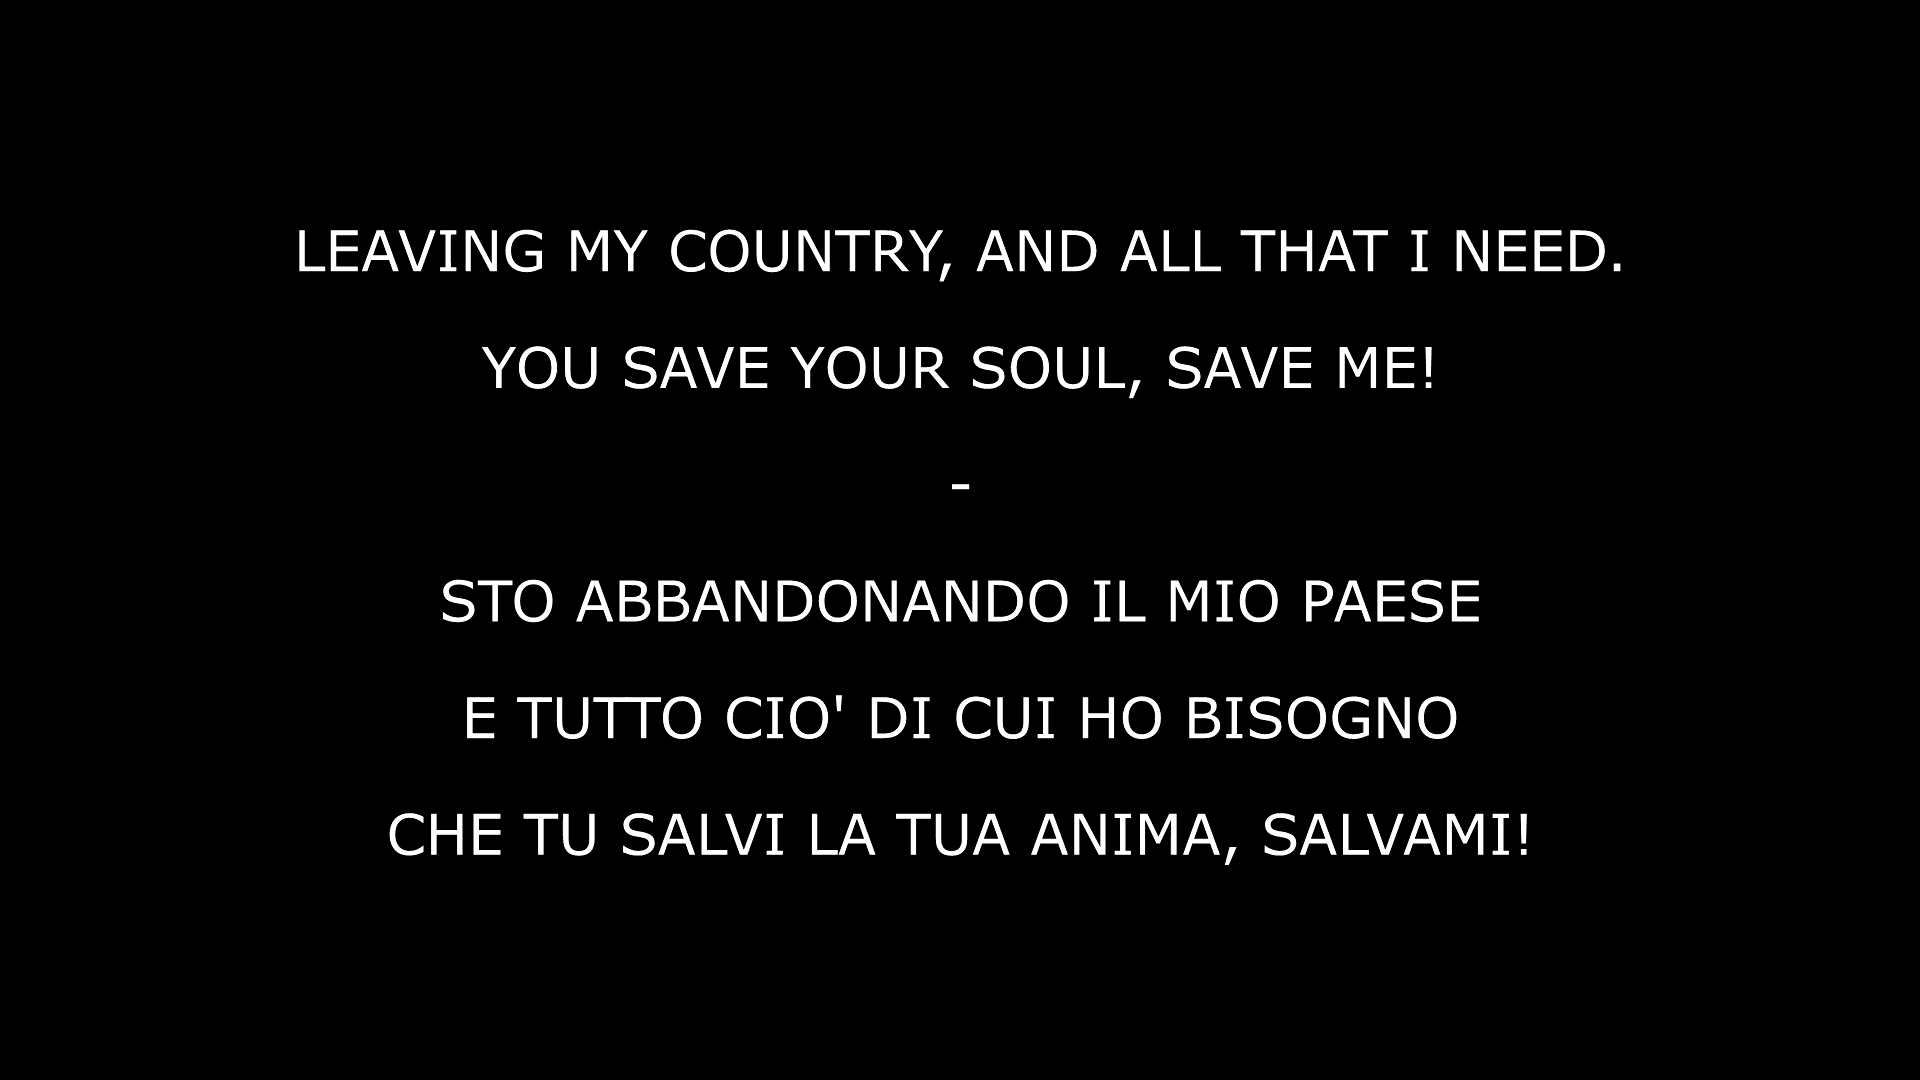 LEAVING MY COUNTRY, AND ALL THAT I NEED.
YOU SAVE YOUR SOUL, SAVE ME!
-
STO ABBANDONANDO IL MIO PAESE
E TUTTO CIO' DI CUI HO BISOGNO
CHE TU SALVI LA TUA ANIMA, SALVAMI!